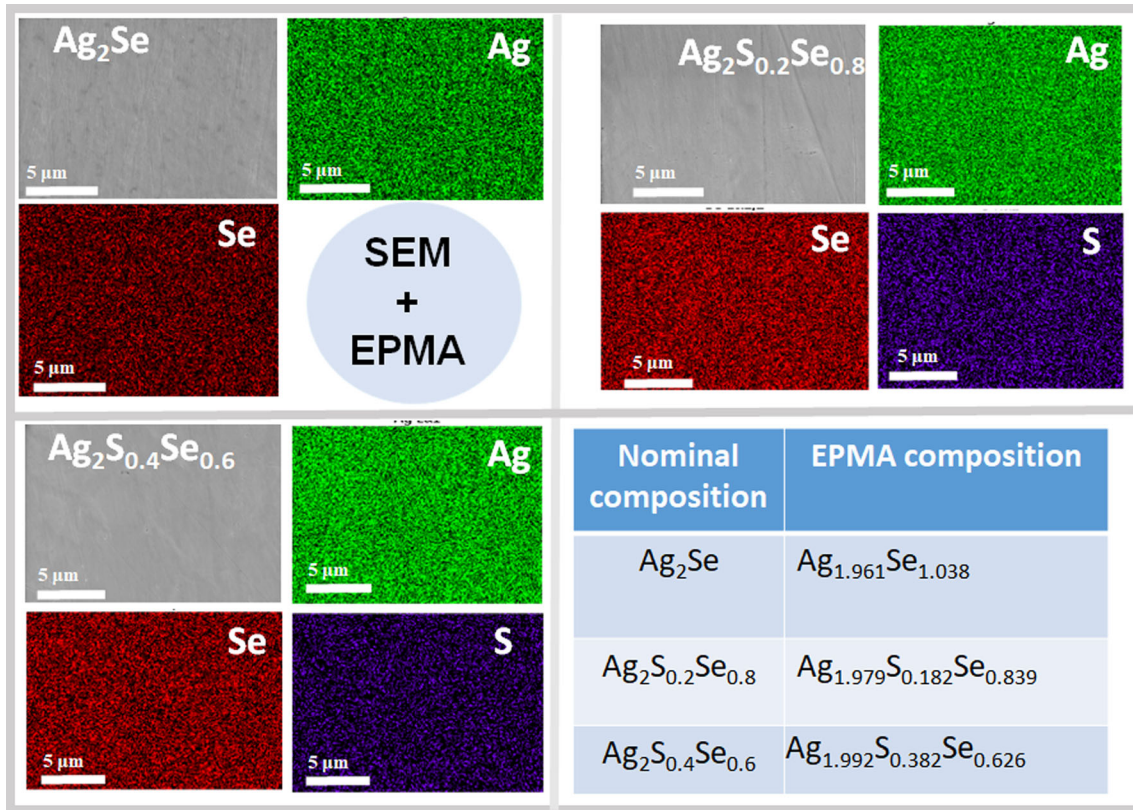 Ag₂Se
Ag
5 µm
5 µm
Se
5 µm
SEM
+
EPMA
Ag₂S₀.₂Se₀.₈
Ag
5 µm
5 µm
Se
S
5 µm
5 µm
Ag₂S₀.₄Se₀.₆
Ag
5 µm
5 µm
Se
S
5 µm
5 µm
Nominal
composition
EPMA composition
Ag₂Se
Ag₁.₉₆₁Se₁.₀₃₈
Ag₂S₀.₂Se₀.₈
Ag₁.₉₇₉S₀.₁₈₂Se₀.₈₃₉
Ag₂S₀.₄Se₀.₆
Ag₁.₉₉₂S₀.₃₈₂Se₀.₆₂₆